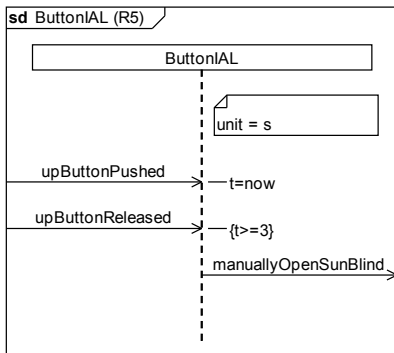 sd ButtonIAL (R5)
ButtonIAL
unit = s
upButtonPushed
t=now
upButtonReleased
{t>=3}
manuallyOpenSunBlind